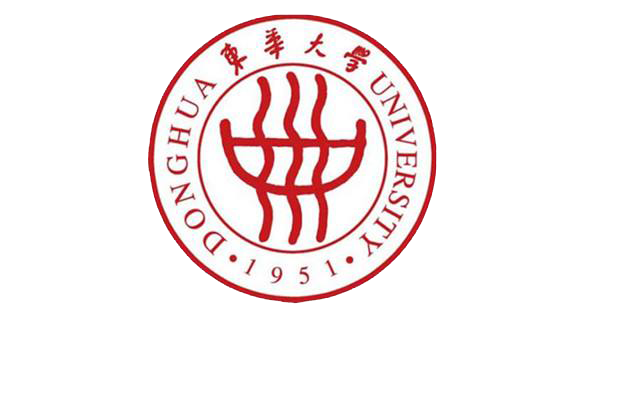 東華大學
DONGHUA UNIVERSITY
• 1951 •